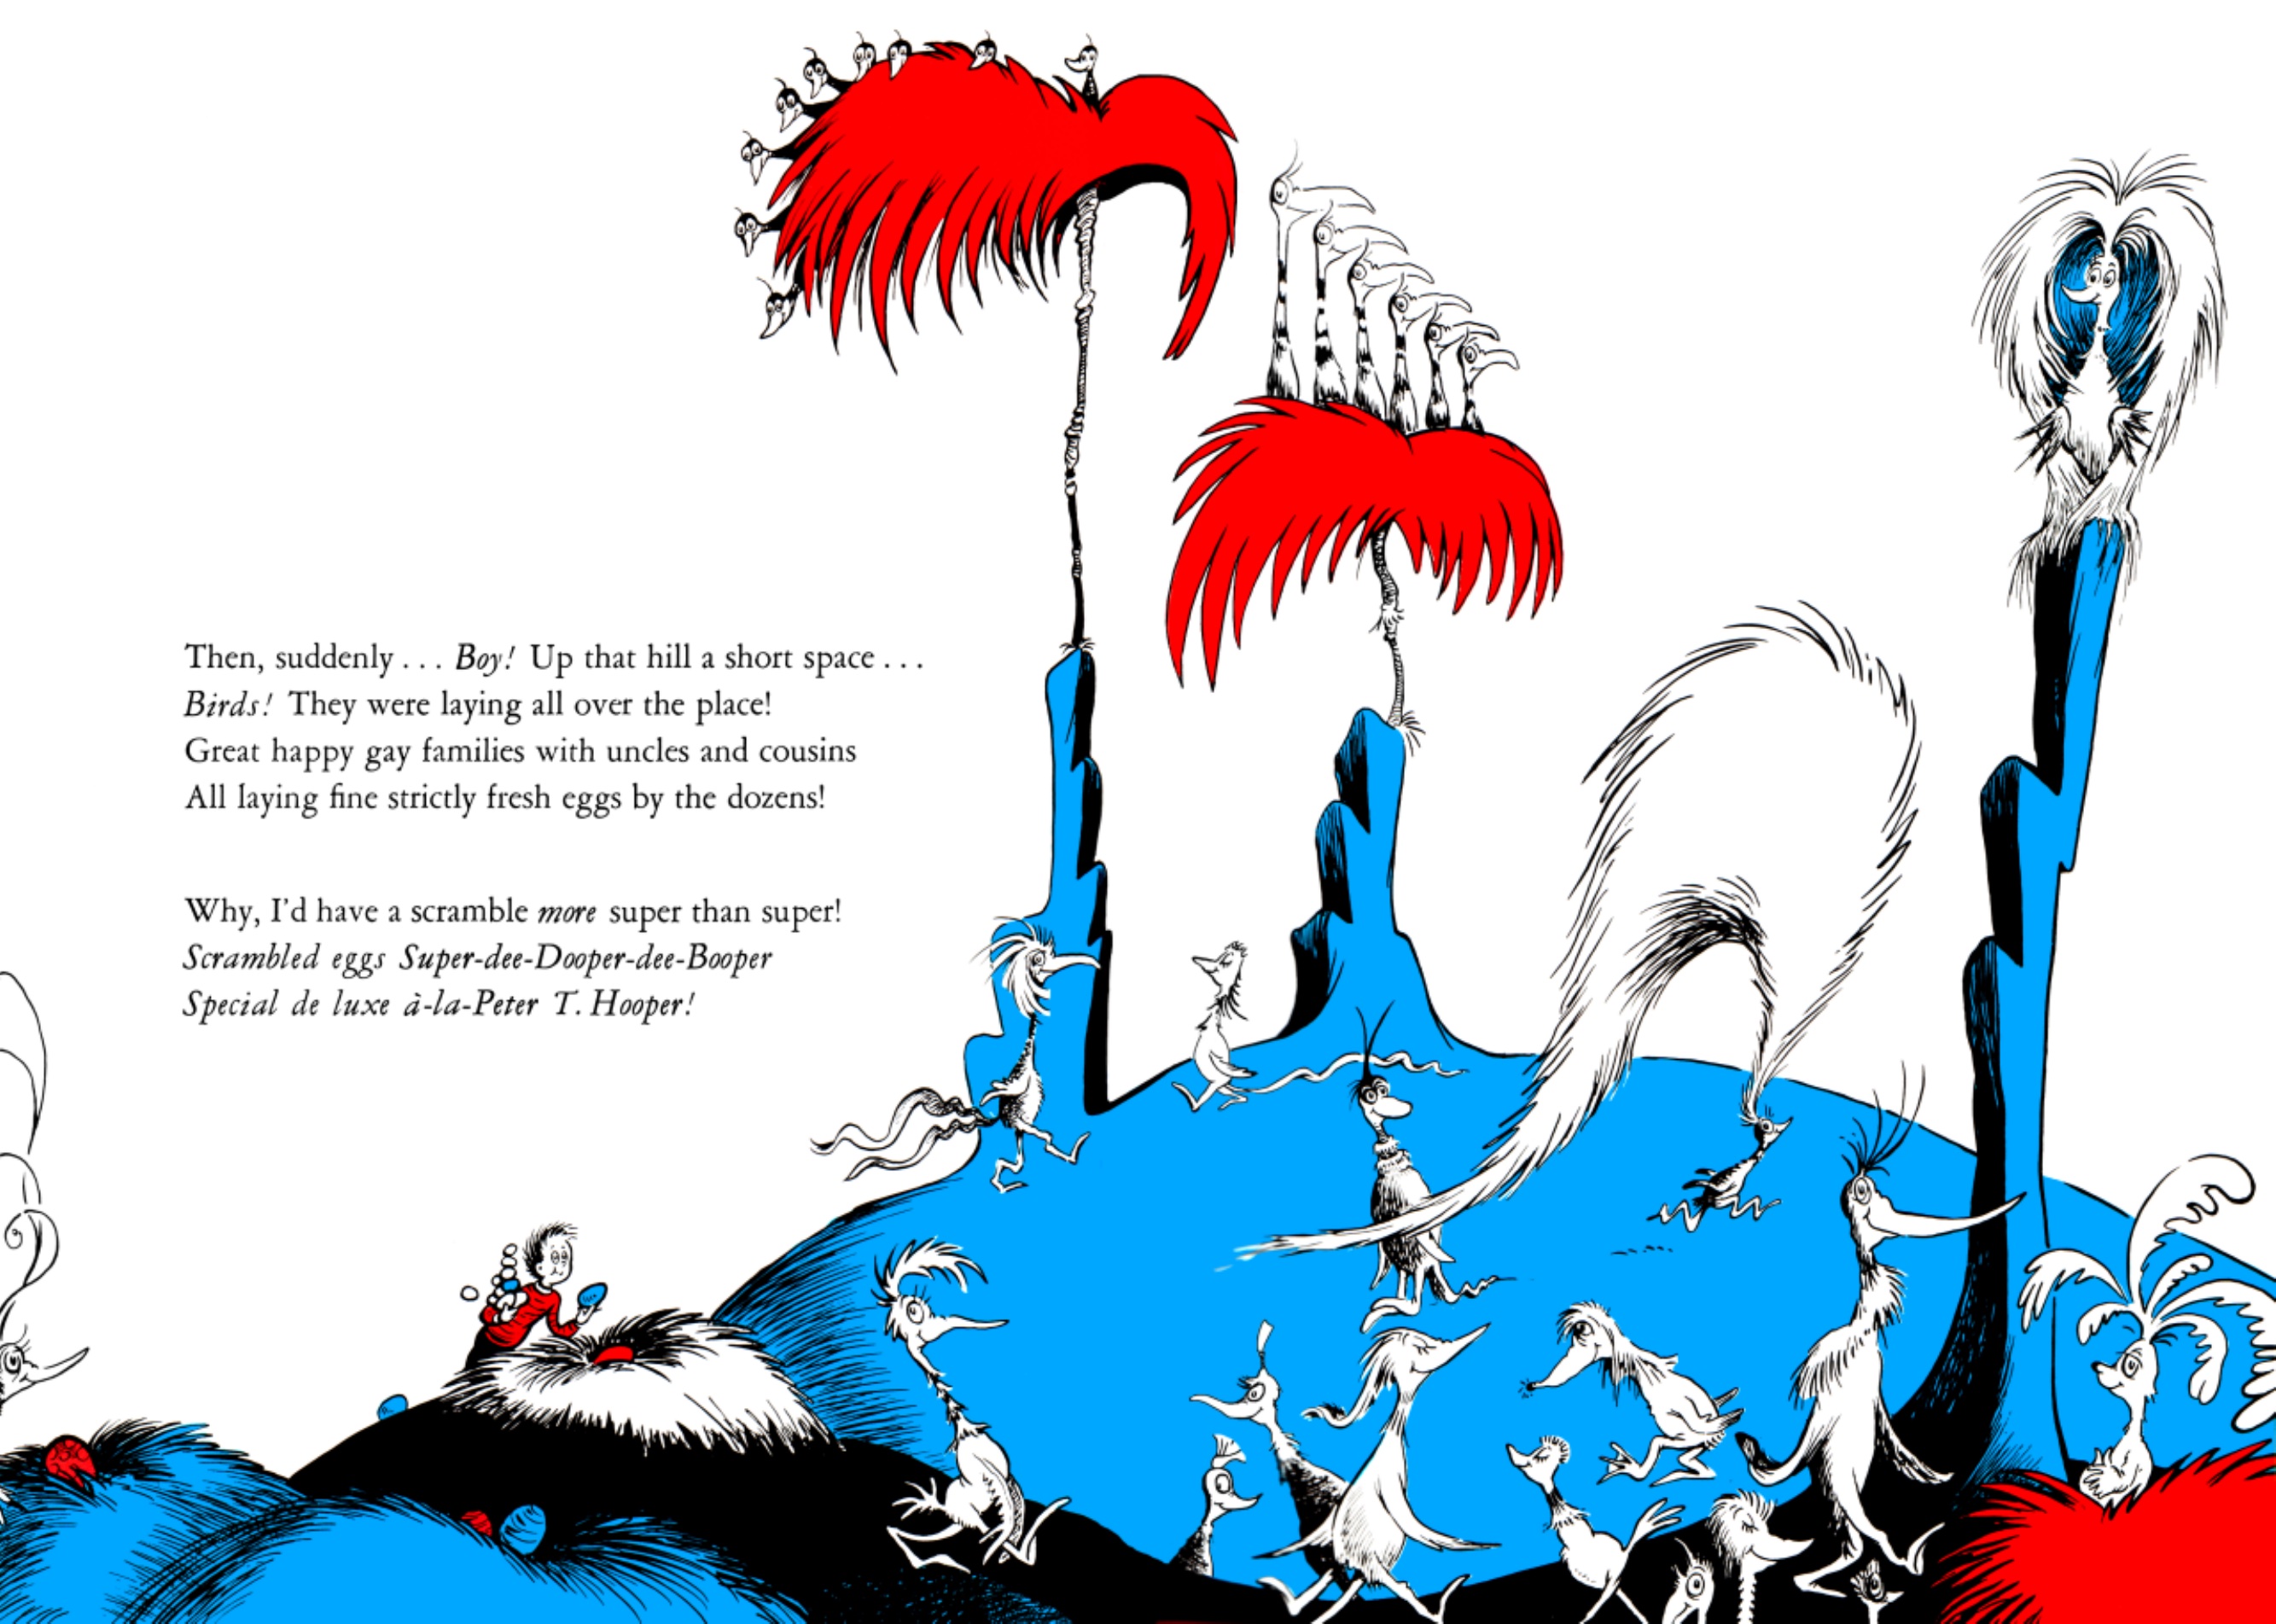 Then, suddenly . . . Boy! Up that hill a short space . . .
Birds! They were laying all over the place!
Great happy gay families with uncles and cousins
All laying fine strictly fresh eggs by the dozens!
Why, I'd have a scramble more super than super!
Scrambled eggs Super-dee-Dooper-dee-Booper
Special de luxe à-la-Peter T. Hooper!